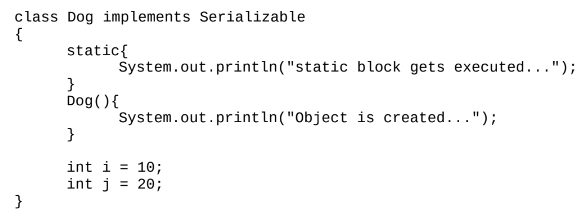 class Dog implements Serializable
{
static{
System.out.println("static block gets executed...");
}
Dog(){
System.out.println("Object is created...");
}
int i = 10;
int j = 20;
}